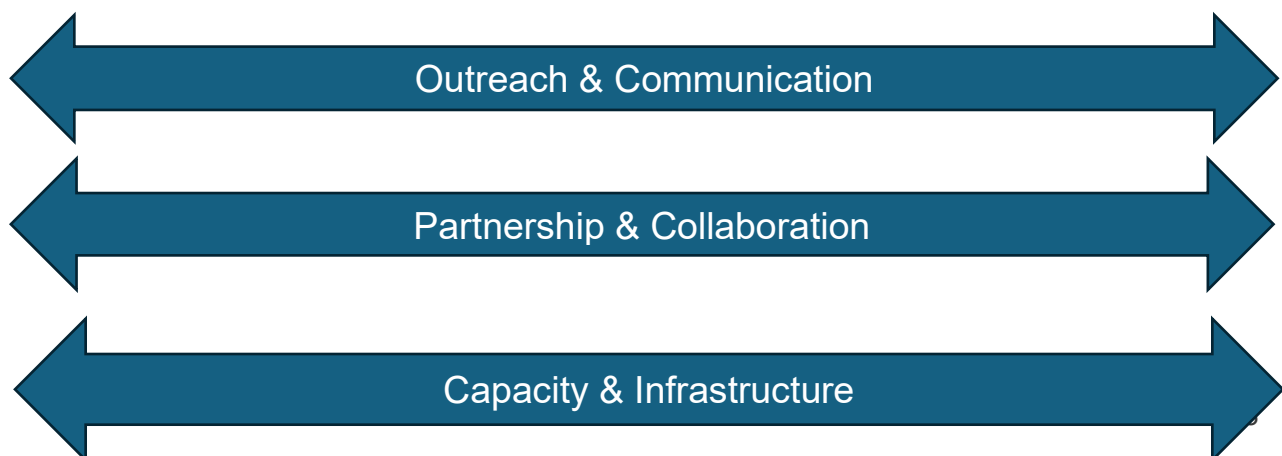 Outreach & Communication
Partnership & Collaboration
Capacity & Infrastructure